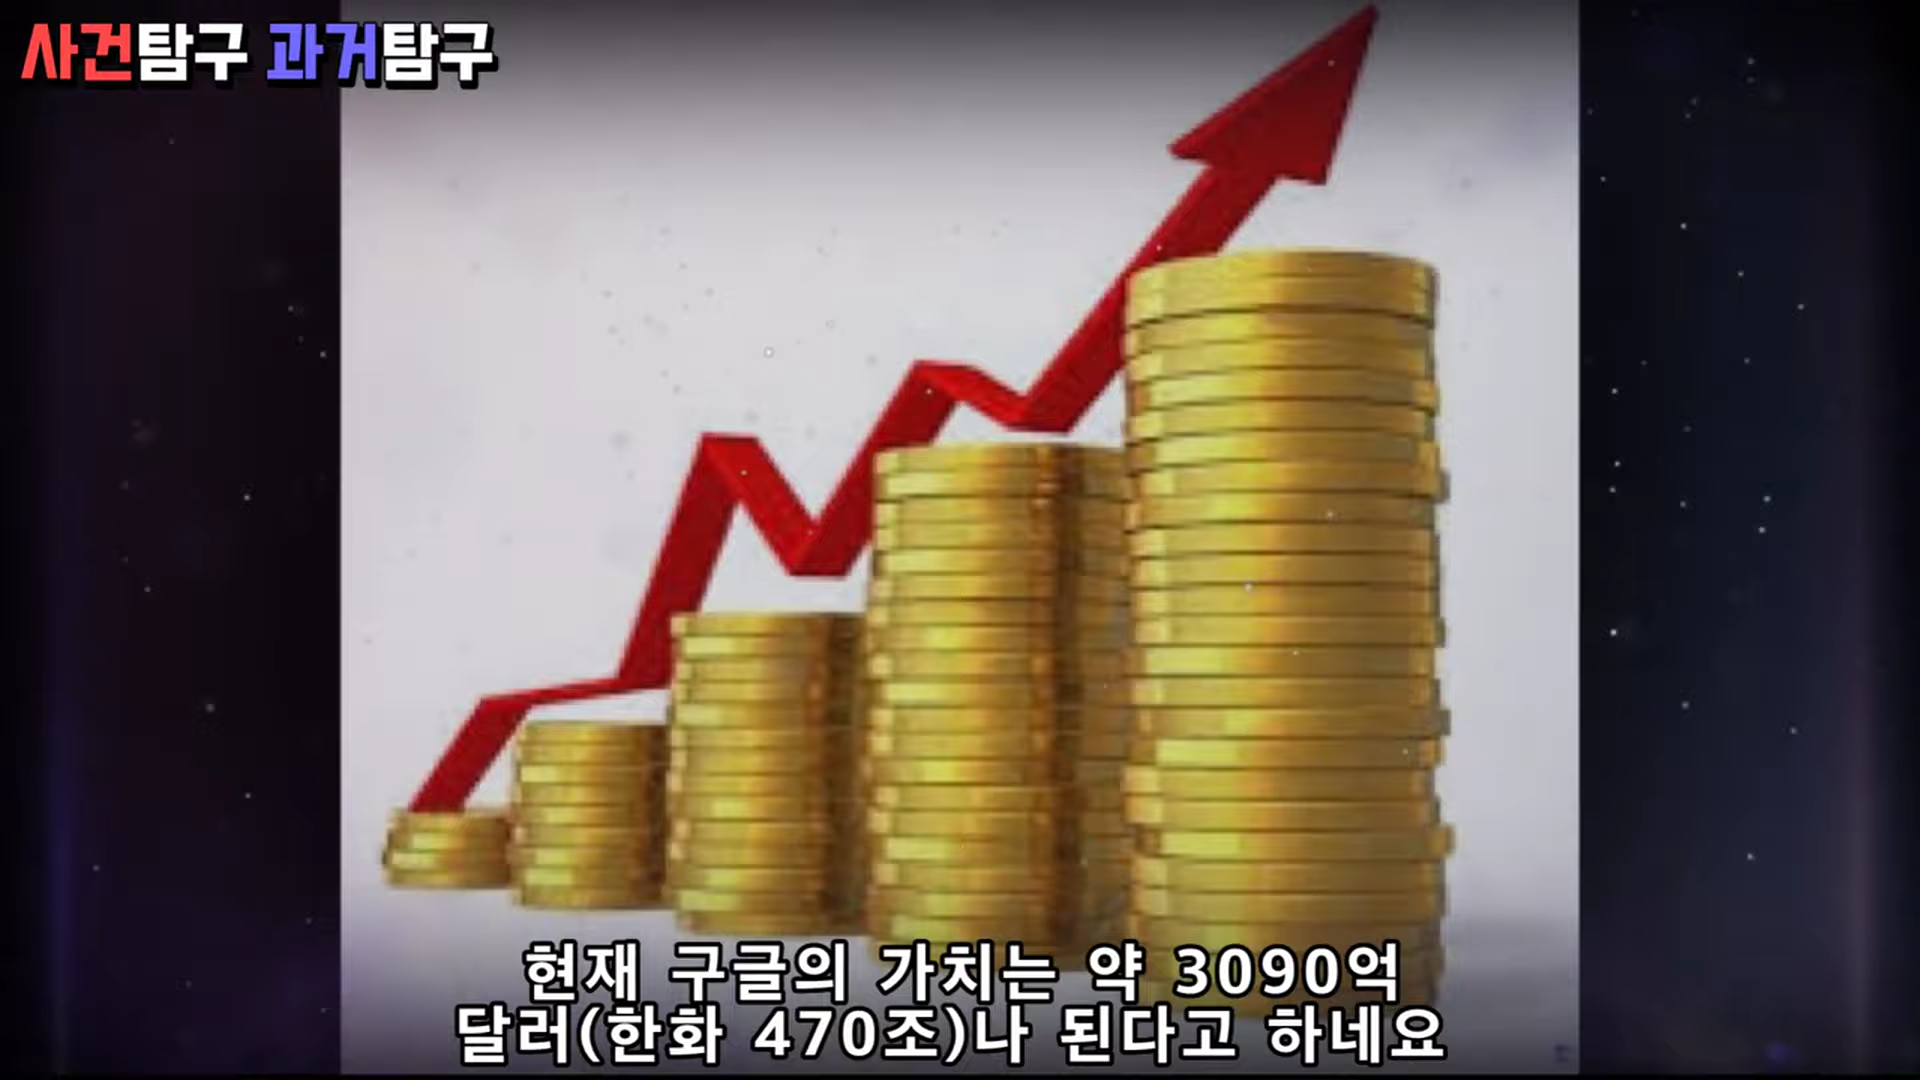 사건탐구 과거탐구
현재 구글의 가치는 약 3090억
달러(한화 470조)나 된다고 하네요